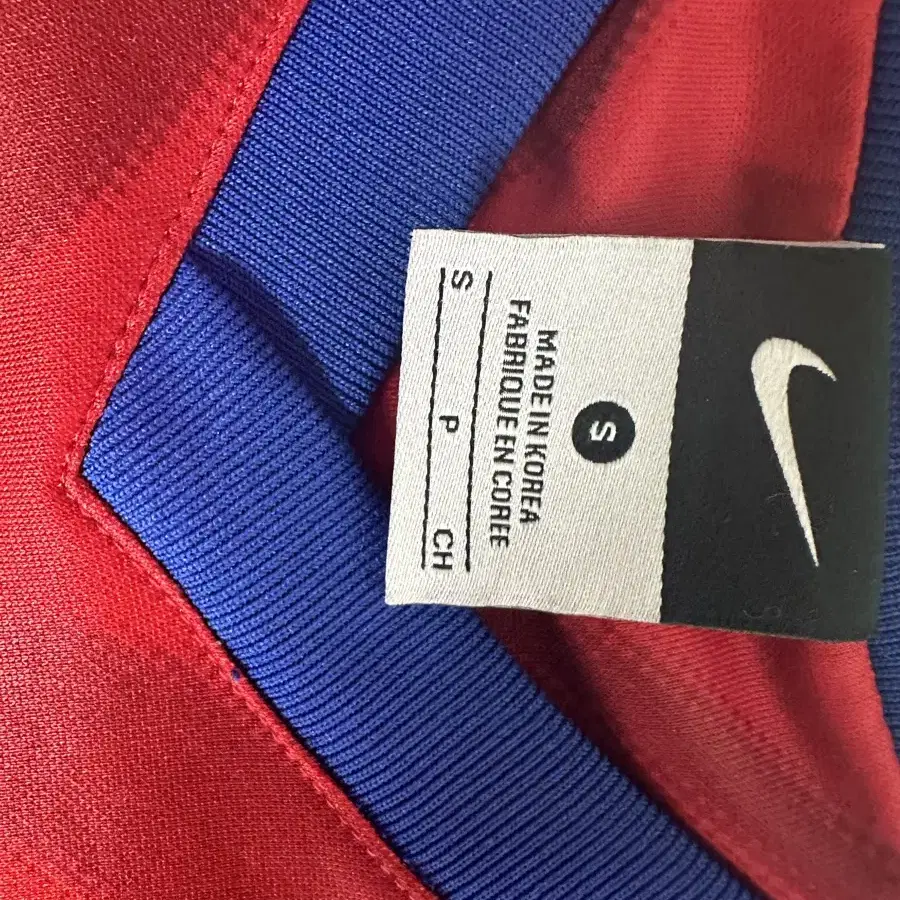 S
MADE IN KOREA
FABRIQUE EN COREE
S P CH